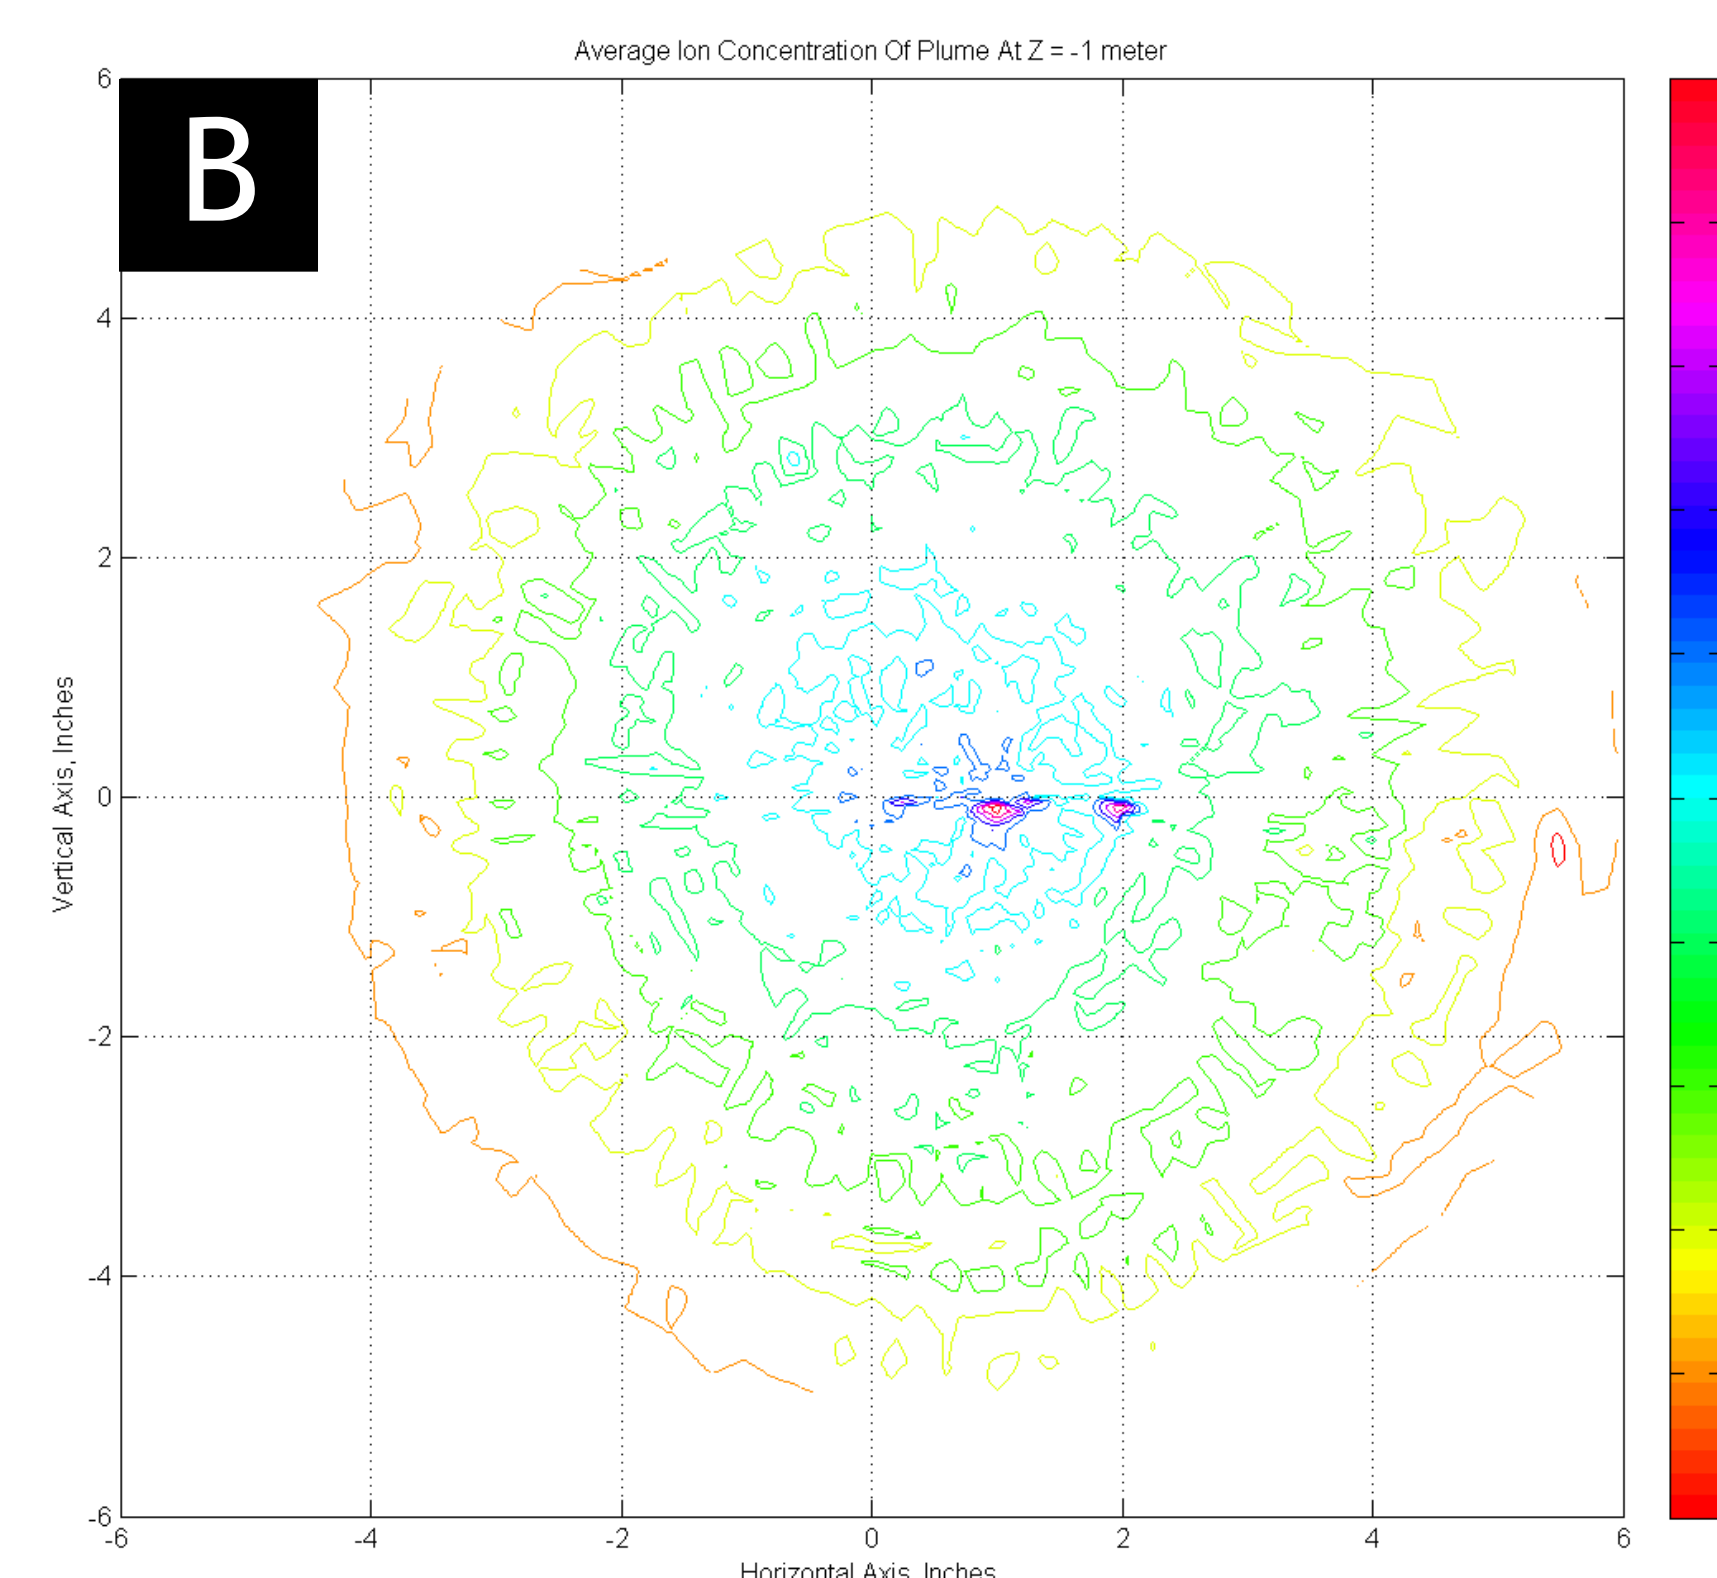 Average Ion Concentration Of Plume At Z = -1 meter
B
6
4
2
0
-2
-4
-6
Vertical Axis, Inches
-6 -4 -2 0 2 4 6
Horizontal Axis, Inches